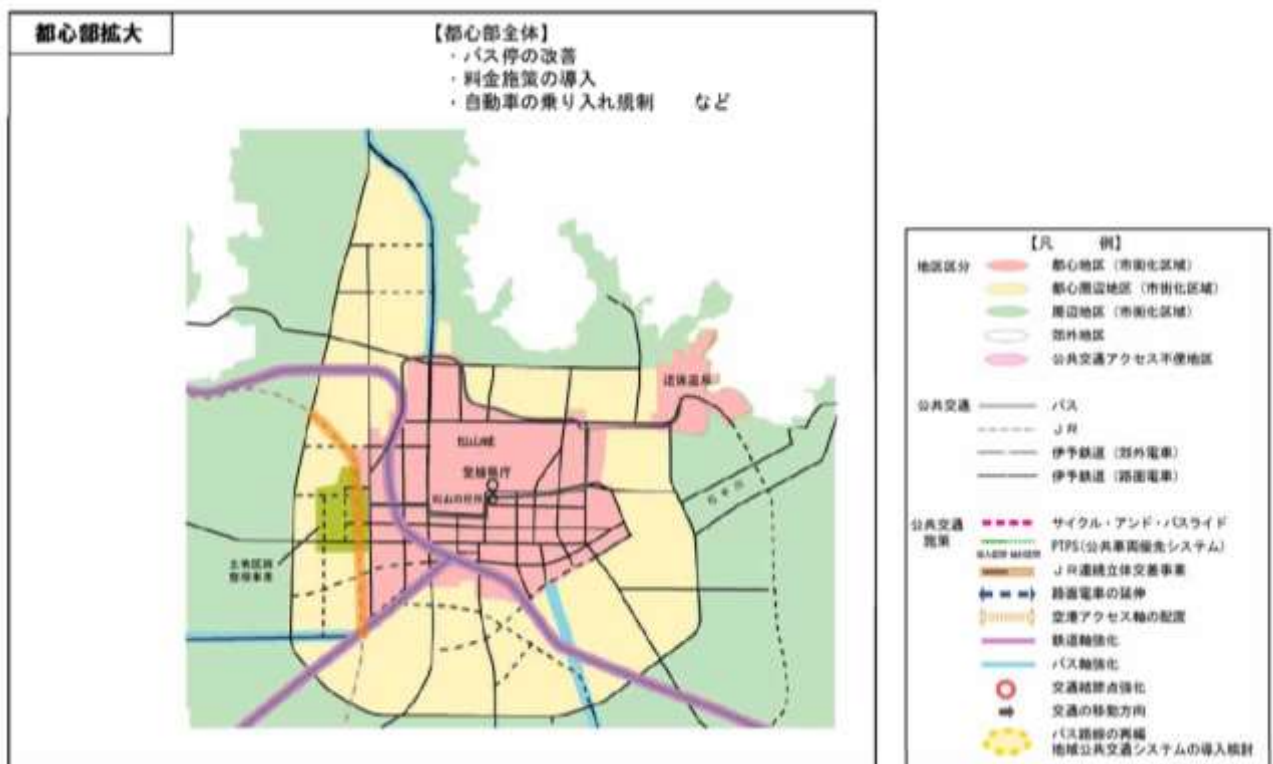 都心部拡大
【都心部全体】
・バス停の改善
・料金施策の導入
・自動車の乗り入れ規制　など
道後温泉
松山城
愛媛県庁
松山市役所
石手川
土地区画
整理事業
【凡　例】
地区区分
都心地区（市街化区域）
都心周辺地区（市街化区域）
周辺地区（市街化区域）
郊外地区
公共交通アクセス不便地区
公共交通
バス
ＪＲ
伊予鉄道（郊外電車）
伊予鉄道（路面電車）
公共交通
施策
サイクル・アンド・バスライド
PTPS(公共車両優先システム)
ＪＲ連続立体交差事業
路面電車の延伸
空港アクセス軸の配置
鉄道軸強化
バス軸強化
交通結節点強化
交通の移動方向
バス路線の再編
地域公共交通システムの導入検討